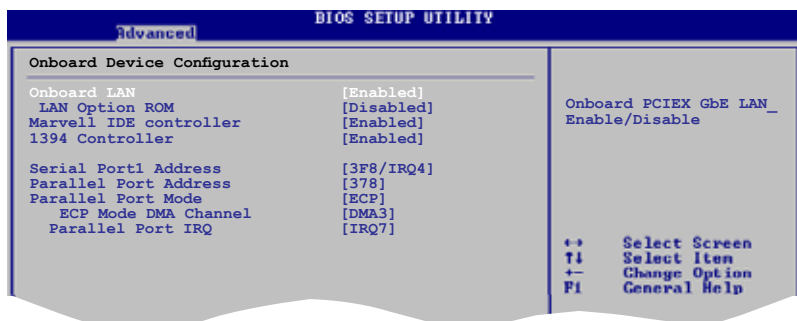 BIOS SETUP UTILITY
Advanced
Onboard Device Configuration
Onboard LAN [Enabled]
LAN Option ROM [Disabled]
Marvell IDE controller [Enabled]
1394 Controller [Enabled]
Serial Port1 Address [3F8/IRQ4]
Parallel Port Address [378]
Parallel Port Mode [ECP]
ECP Mode DMA Channel [DMA3]
Parallel Port IRQ [IRQ7]
Onboard PCIEX GbE LAN_
Enable/Disable
↔ Select Screen
↑↓ Select Item
+- Change Option
F1 General Help